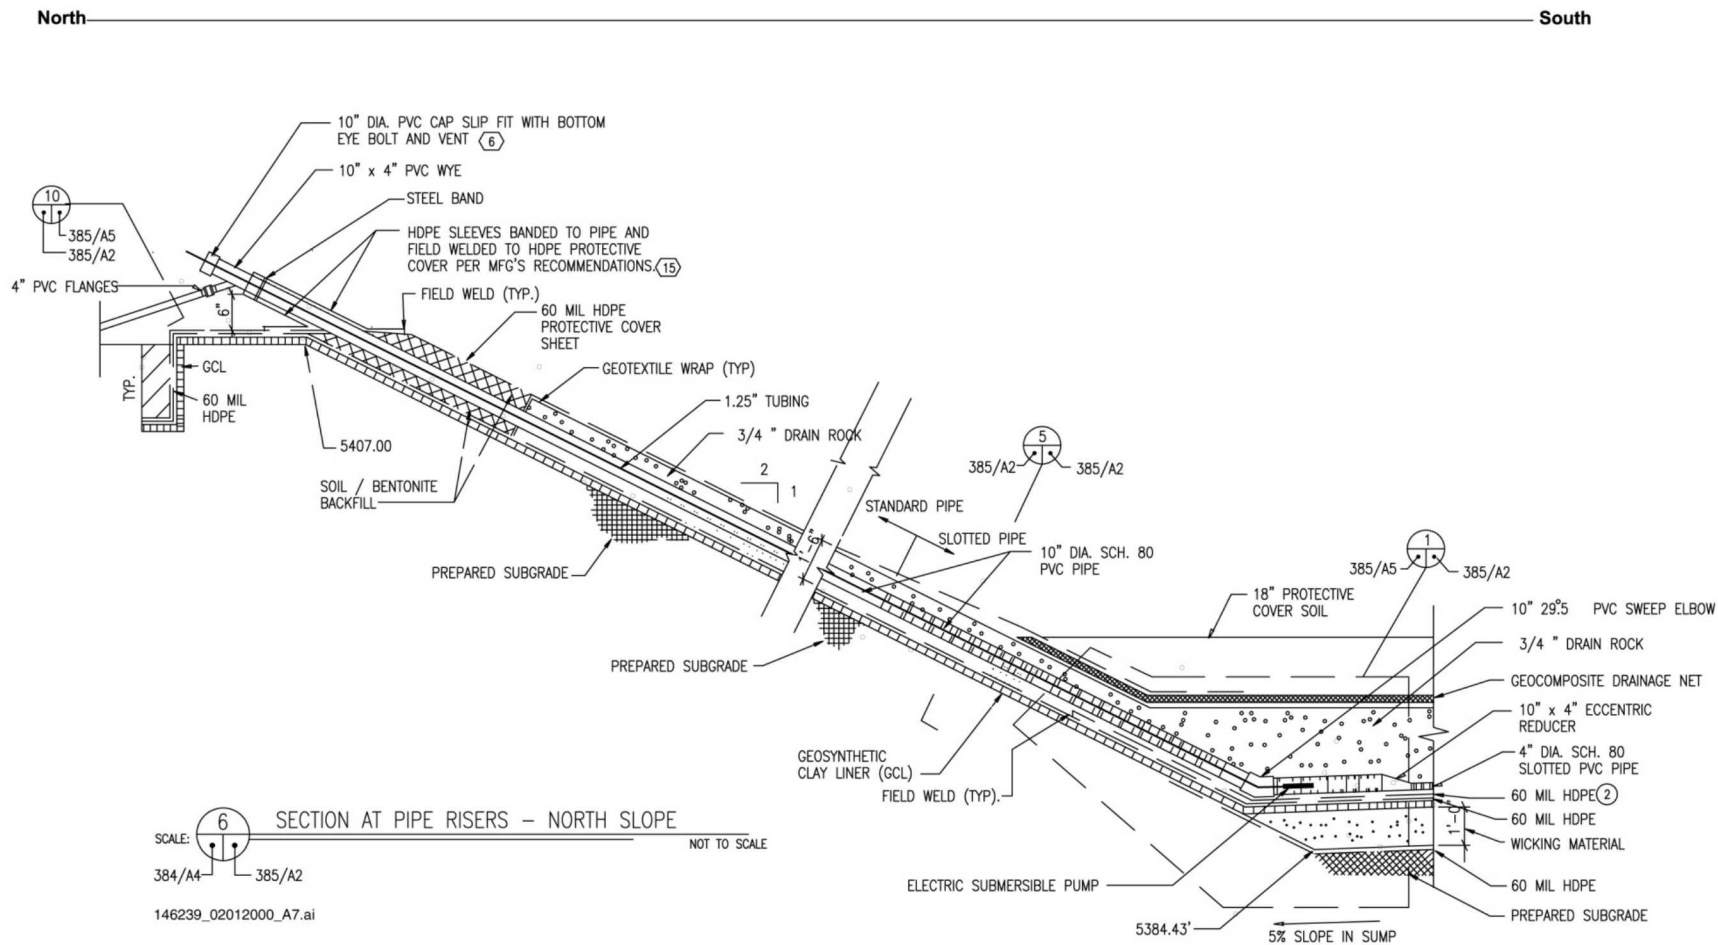 North
South
10" DIA. PVC CAP SLIP FIT WITH BOTTOM
EYE BOLT AND VENT 6
10" x 4" PVC WYE
STEEL BAND
10
385/A5
385/A2
HDPE SLEEVES BANDED TO PIPE AND
FIELD WELDED TO HDPE PROTECTIVE
COVER PER MFG'S RECOMMENDATIONS. 15
4" PVC FLANGES
6"
FIELD WELD (TYP.)
60 MIL HDPE
PROTECTIVE COVER
SHEET
GCL
TYP.
60 MIL
HDPE
GEOTEXTILE WRAP (TYP)
1.25" TUBING
3/4 " DRAIN ROCK
5407.00
2
1
SOIL / BENTONITE
BACKFILL
5
385/A2
385/A2
STANDARD PIPE
SLOTTED PIPE
6"
10" DIA. SCH. 80
PVC PIPE
PREPARED SUBGRADE
1
385/A5
385/A2
18" PROTECTIVE
COVER SOIL
10" 29.5° PVC SWEEP ELBOW
3/4 " DRAIN ROCK
PREPARED SUBGRADE
GEOCOMPOSITE DRAINAGE NET
10" x 4" ECCENTRIC
REDUCER
GEOSYNTHETIC
CLAY LINER (GCL)
4" DIA. SCH. 80
SLOTTED PVC PIPE
FIELD WELD (TYP).
60 MIL HDPE 2
1'-0"
60 MIL HDPE
WICKING MATERIAL
6
SECTION AT PIPE RISERS – NORTH SLOPE
SCALE:
NOT TO SCALE
384/A4
385/A2
ELECTRIC SUBMERSIBLE PUMP
60 MIL HDPE
PREPARED SUBGRADE
5384.43'
5% SLOPE IN SUMP
146239_02012000_A7.ai